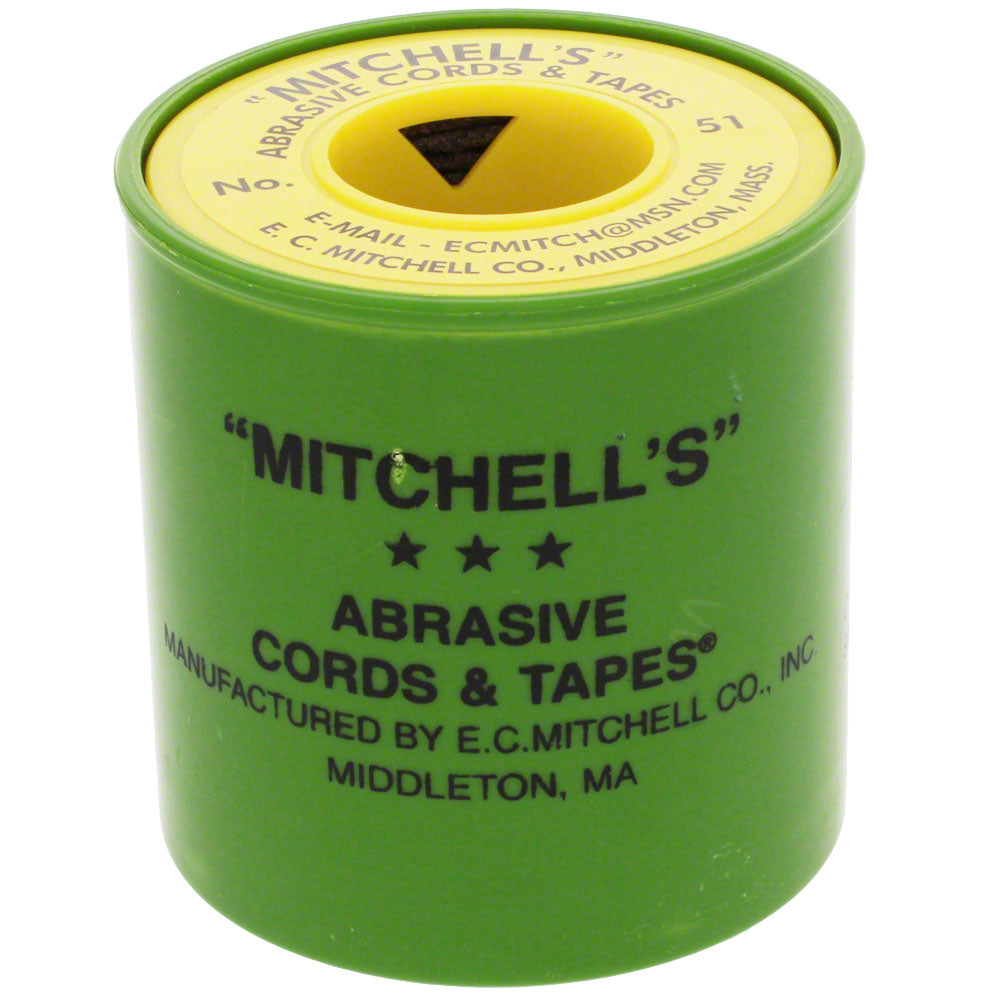 "MITCHELL'S"
ABRASIVE CORDS & TAPES
No. 51
E-MAIL - ECMITCH@MSN.COM
E. C. MITCHELL CO., MIDDLETON, MASS.
“MITCHELL’S”
★ ★ ★
ABRASIVE
CORDS & TAPES®
MANUFACTURED BY E.C.MITCHELL CO., INC.
MIDDLETON, MA